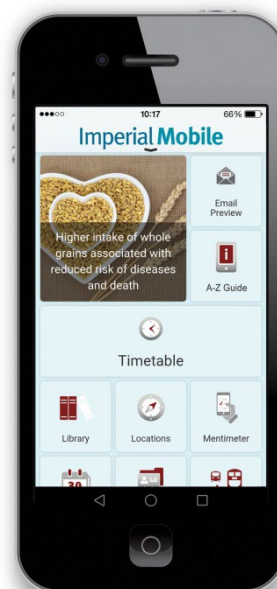 10:17
66%
Imperial Mobile
Higher intake of whole
grains associated with
reduced risk of diseases
and death
Email
Preview
A-Z Guide
Timetable
Library
Locations
Mentimeter
30